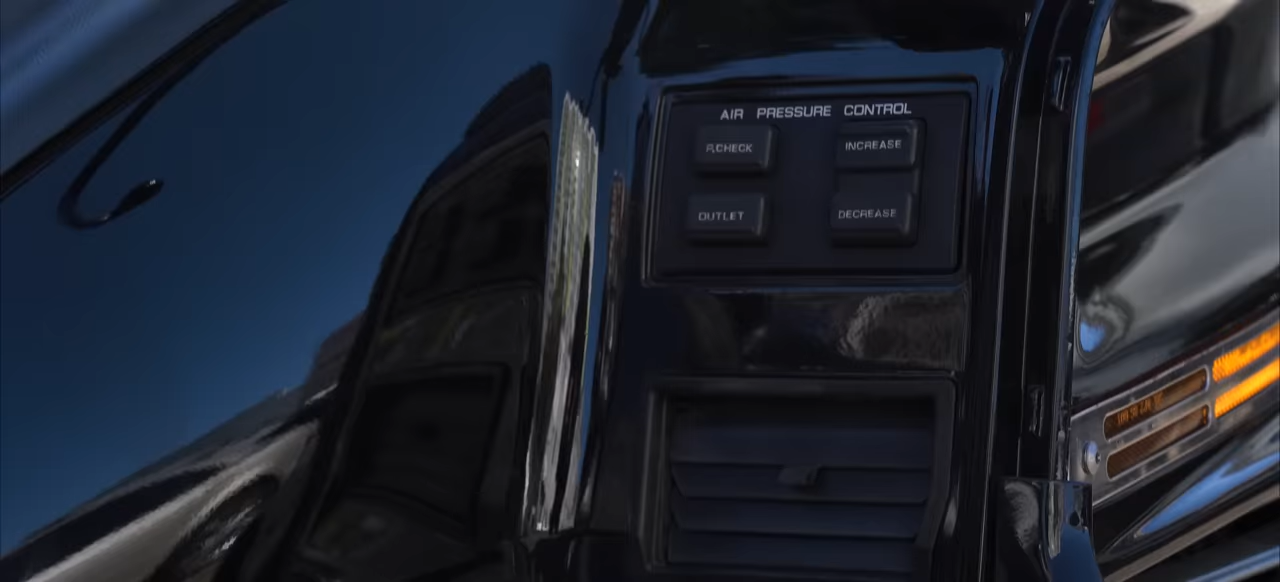 AIR PRESSURE CONTROL
P.CHECK INCREASE
OUTLET DECREASE